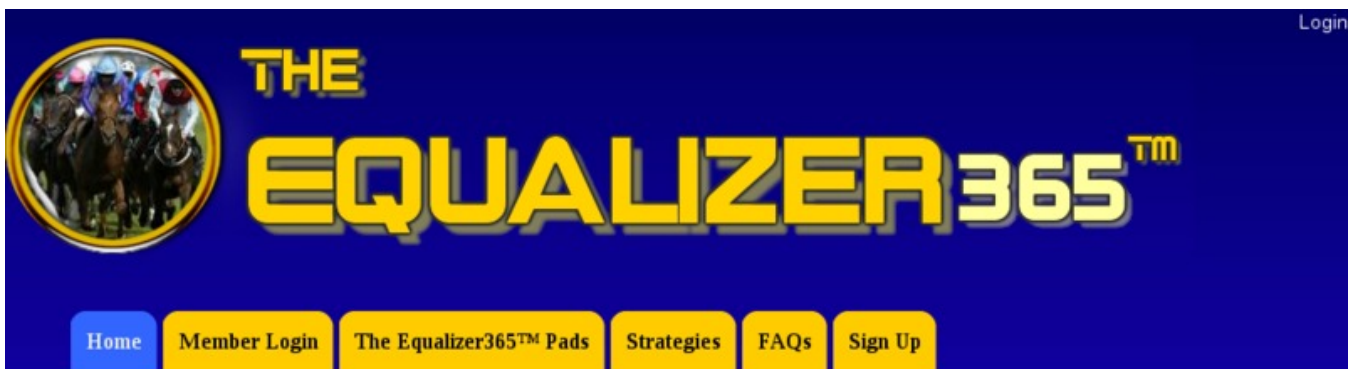 Login
THE
EQUALIZER365™
Home Member Login The Equalizer365™ Pads Strategies FAQs Sign Up